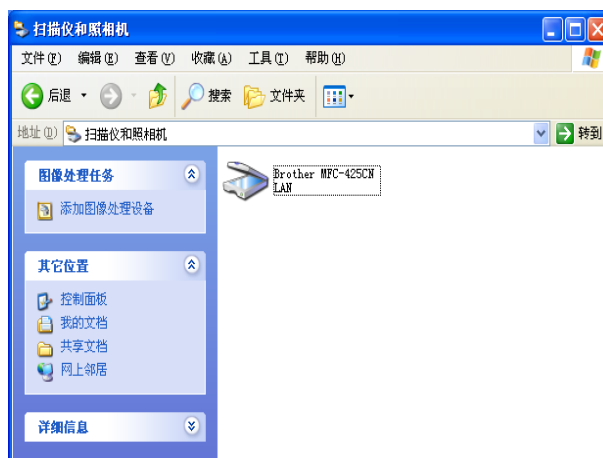 扫描仪和照相机
文件(F) 编辑(E) 查看(V) 收藏(A) 工具(T) 帮助(H)
后退 搜索 文件夹
地址(D) 扫描仪和照相机 转到
图像处理任务
添加图像处理设备
其它位置
控制面板
我的文档
共享文档
网上邻居
详细信息
Brother MFC-425CN
LAN